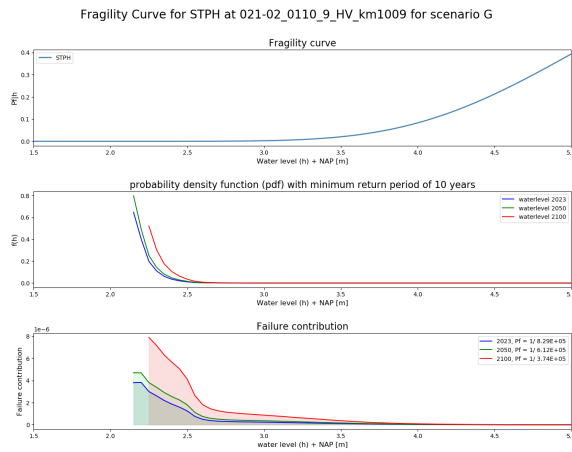 Fragility Curve for STPH at 021-02_0110_9_HV_km1009 for scenario G
Fragility curve
STPH
Pf|h
0.4
0.3
0.2
0.1
0.0
1.5 2.0 2.5 3.0 3.5 4.0 4.5 5.
Water level (h) + NAP [m]
probability density function (pdf) with minimum return period of 10 years
waterlevel 2023
waterlevel 2050
waterlevel 2100
f(h)
0.8
0.6
0.4
0.2
0.0
1.5 2.0 2.5 3.0 3.5 4.0 4.5 5.
Water level (h) + NAP [m]
Failure contribution
1e−6
2023, Pf = 1/ 8.29E+05
2050, Pf = 1/ 6.12E+05
2100, Pf = 1/ 3.74E+05
Failure contribution
8
6
4
2
0
1.5 2.0 2.5 3.0 3.5 4.0 4.5 5.
water level (h) + NAP [m]